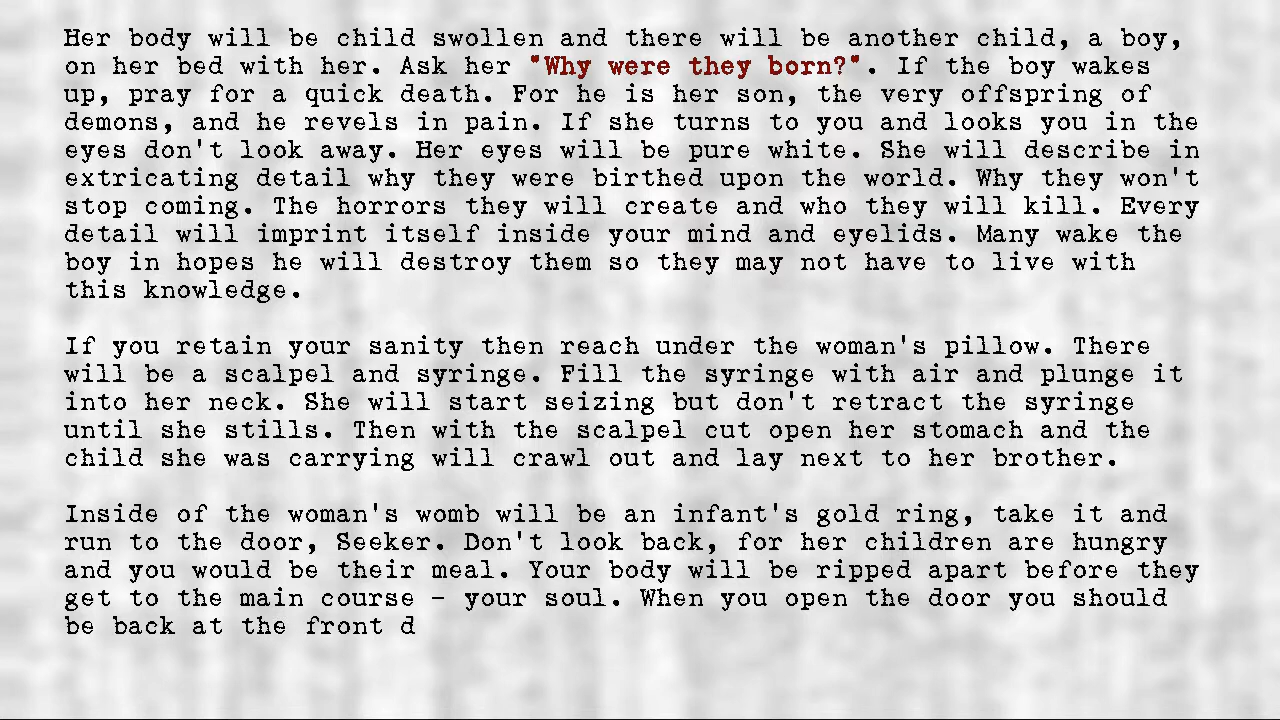 Her body will be child swollen and there will be another child, a boy,
on her bed with her. Ask her "Why were they born?". If the boy wakes
up, pray for a quick death. For he is her son, the very offspring of
demons, and he revels in pain. If she turns to you and looks you in the
eyes don't look away. Her eyes will be pure white. She will describe in
extricating detail why they were birthed upon the world. Why they won't
stop coming. The horrors they will create and who they will kill. Every
detail will imprint itself inside your mind and eyelids. Many wake the
boy in hopes he will destroy them so they may not have to live with
this knowledge.

If you retain your sanity then reach under the woman's pillow. There
will be a scalpel and syringe. Fill the syringe with air and plunge it
into her neck. She will start seizing but don't retract the syringe
until she stills. Then with the scalpel cut open her stomach and the
child she was carrying will crawl out and lay next to her brother.

Inside of the woman's womb will be an infant's gold ring, take it and
run to the door, Seeker. Don't look back, for her children are hungry
and you would be their meal. Your body will be ripped apart before they
get to the main course - your soul. When you open the door you should
be back at the front d